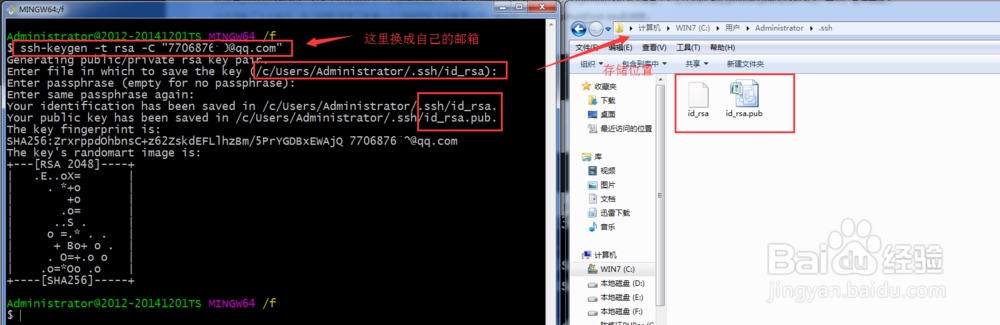 MINGW64:/f
Administrator@2012-20141201TS MINGW64 /f
$ ssh-keygen -t rsa -C "7706876 )@qq.com"
这里换成自己的邮箱
Generating public/private rsa key pair.
Enter file in which to save the key (/c/Users/Administrator/.ssh/id_rsa):
Enter passphrase (empty for no passphrase):
Enter same passphrase again:
Your identification has been saved in /c/Users/Administrator/.ssh/id_rsa.
Your public key has been saved in /c/Users/Administrator/.ssh/id_rsa.pub.
The key fingerprint is:
SHA256:ZrxrppdOhbnsC+z62ZskdEFLlhzBm/5PrYGDBxEWAjQ 7706876 @qq.com
The key's randomart image is:
+---[RSA 2048]----+
|    .E..oX=      |
|     . *+o       |
|       +o        |
|      .o=        |
|     ..S .       |
|    o =.* . .    |
|     + Bo+ o .   |
|    . O=+.o o    |
|   .o=*Oo .o     |
+----[SHA256]-----+
Administrator@2012-20141201TS MINGW64 /f
$
计算机 WIN7 (C:) 用户 Administrator .ssh
文件(F) 编辑(E) 查看(V) 工具(T) 帮助(H)
组织 包含到库中 共享 新建文件夹
存储位置
收藏夹
下载
桌面
最近访问的位置
库
视频
图片
文档
迅雷下载
音乐
计算机
WIN7 (C:)
本地磁盘 (D:)
本地磁盘 (E:)
本地磁盘 (F:)
id_rsa
id_rsa.pub
Baidu 经验
jingyan.baidu.com